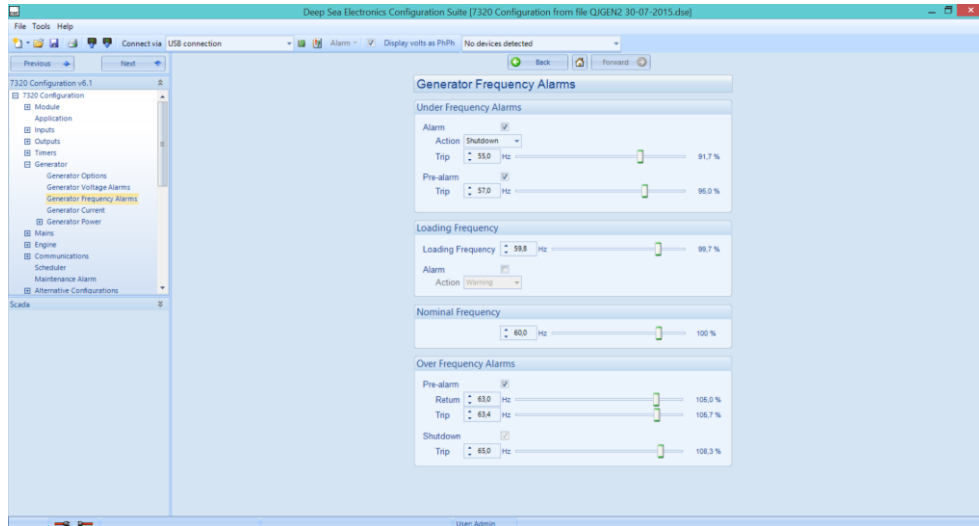 Deep Sea Electronics Configuration Suite [7320 Configuration from file QJGEN2 30-07-2015.dse]
File Tools Help
Connect via USB connection Alarm Display volts as PhPh No devices detected
Previous Next Back Forward
7320 Configuration v6.1
7320 Configuration
Module
Application
Inputs
Outputs
Timers
Generator
Generator Options
Generator Voltage Alarms
Generator Frequency Alarms
Generator Current
Generator Power
Mains
Engine
Communications
Scheduler
Maintenance Alarm
Alternative Configurations
Scada
Generator Frequency Alarms
Under Frequency Alarms
Alarm
Action Shutdown
Trip 55,0 Hz 91,7 %
Pre-alarm
Trip 57,0 Hz 95,0 %
Loading Frequency
Loading Frequency 59,8 Hz 99,7 %
Alarm
Action Warning
Nominal Frequency
60,0 Hz 100 %
Over Frequency Alarms
Pre-alarm
Return 63,0 Hz 105,0 %
Trip 63,4 Hz 105,7 %
Shutdown
Trip 65,0 Hz 108,3 %
User: Admin